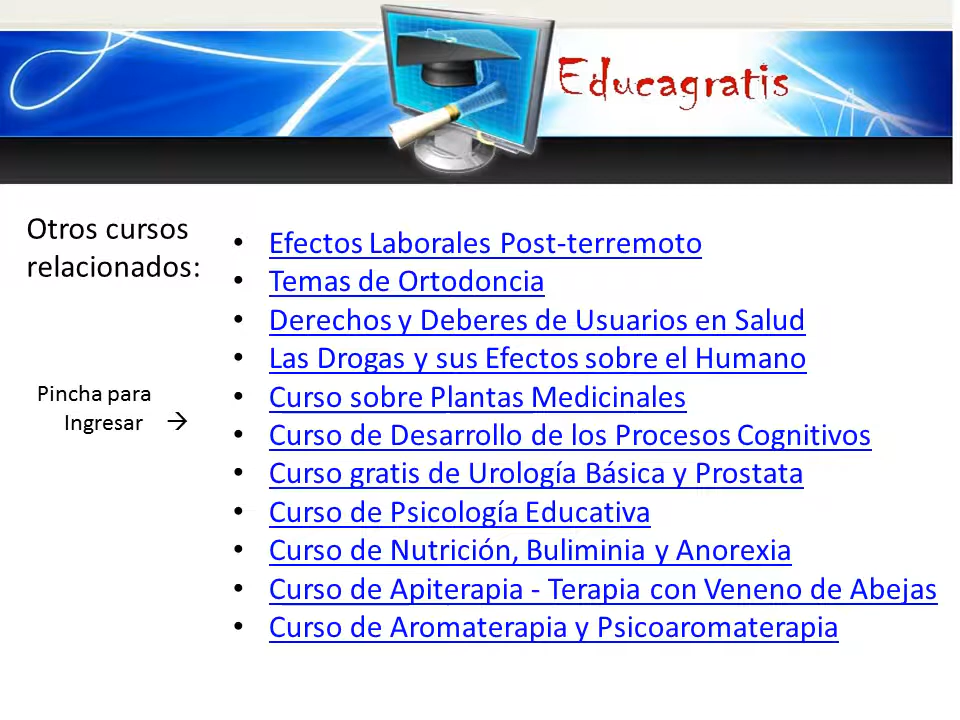 Educagratis
Otros cursos
relacionados:
Pincha para
Ingresar →
• Efectos Laborales Post-terremoto
• Temas de Ortodoncia
• Derechos y Deberes de Usuarios en Salud
• Las Drogas y sus Efectos sobre el Humano
• Curso sobre Plantas Medicinales
• Curso de Desarrollo de los Procesos Cognitivos
• Curso gratis de Urología Básica y Prostata
• Curso de Psicología Educativa
• Curso de Nutrición, Buliminia y Anorexia
• Curso de Apiterapia - Terapia con Veneno de Abejas
• Curso de Aromaterapia y Psicoaromaterapia